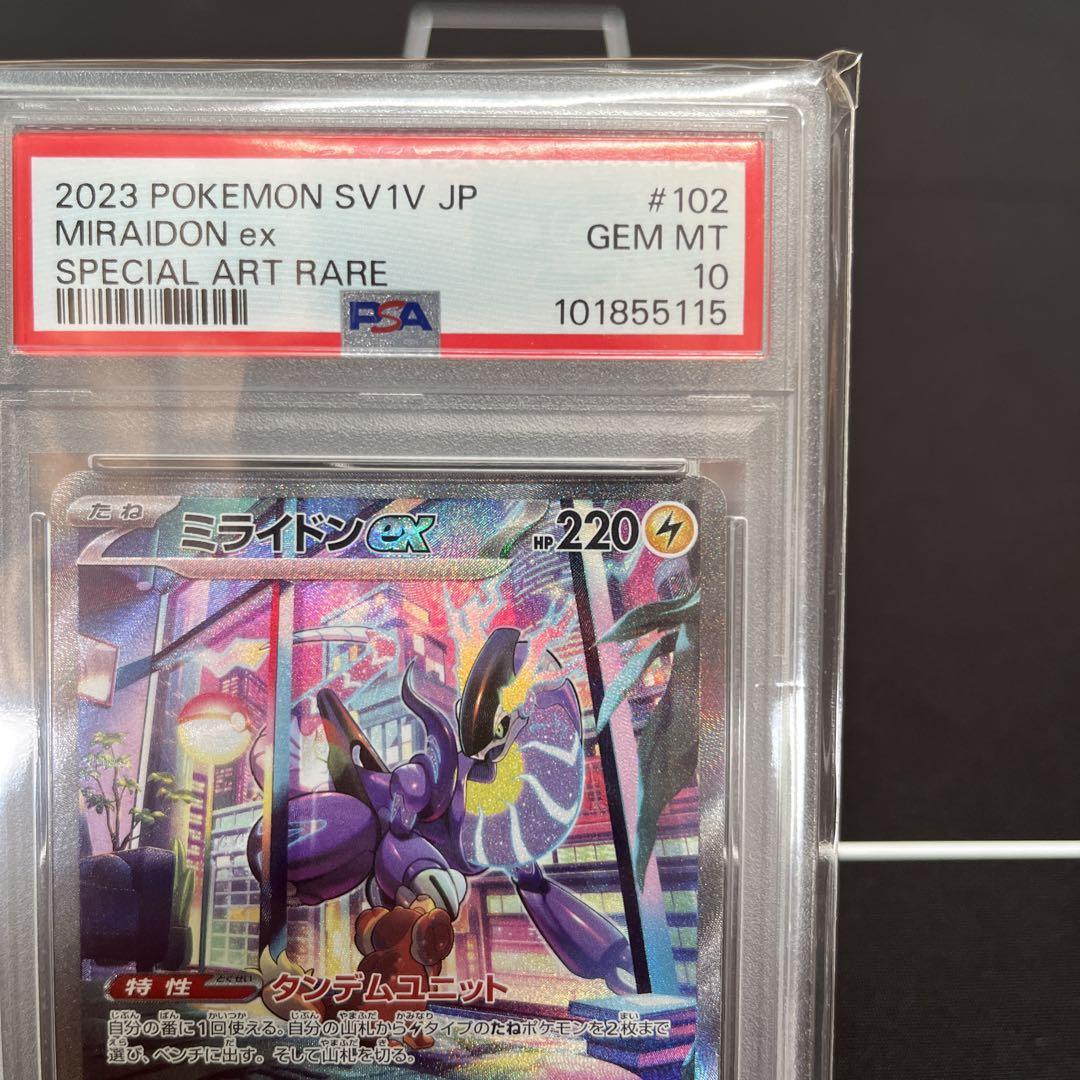 2023 POKEMON SV1V JP #102
MIRAIDON ex GEM MT
SPECIAL ART RARE 10
PSA 101855115
たね ミライドンex HP220
特性 とくせい タンデムユニット
自分の番に1回使える。自分の山札からタイプのたねポケモンを2枚まで
選び、ベンチに出す。そして山札を切る。